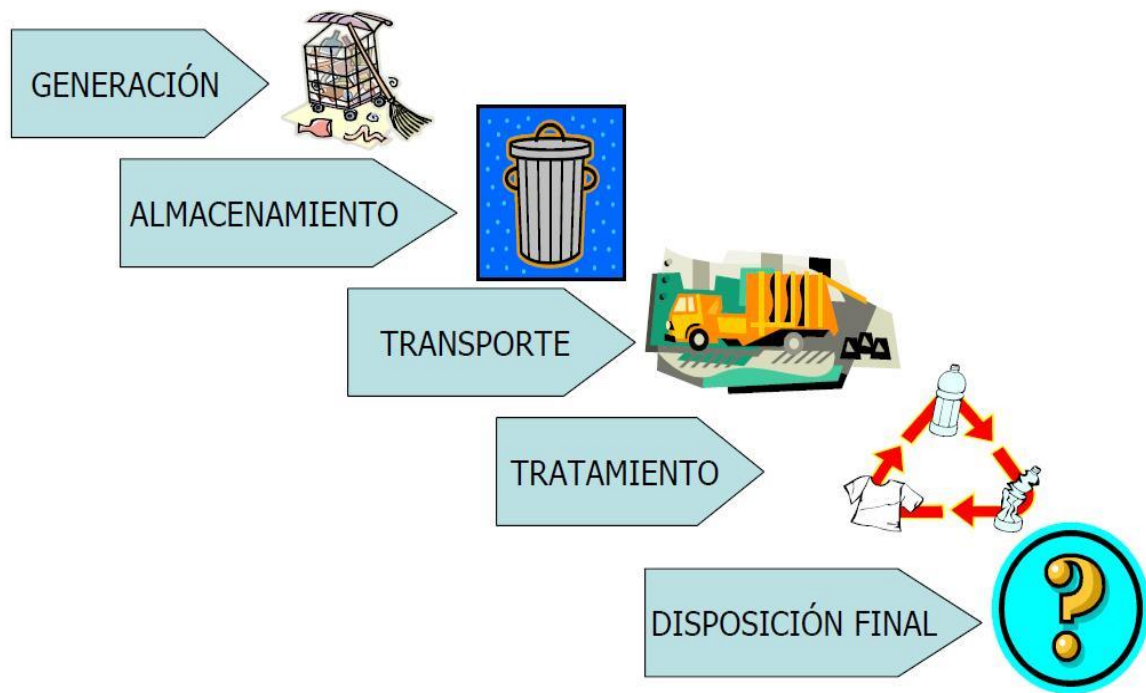 GENERACIÓN
ALMACENAMIENTO
TRANSPORTE
TRATAMIENTO
DISPOSICIÓN FINAL
?